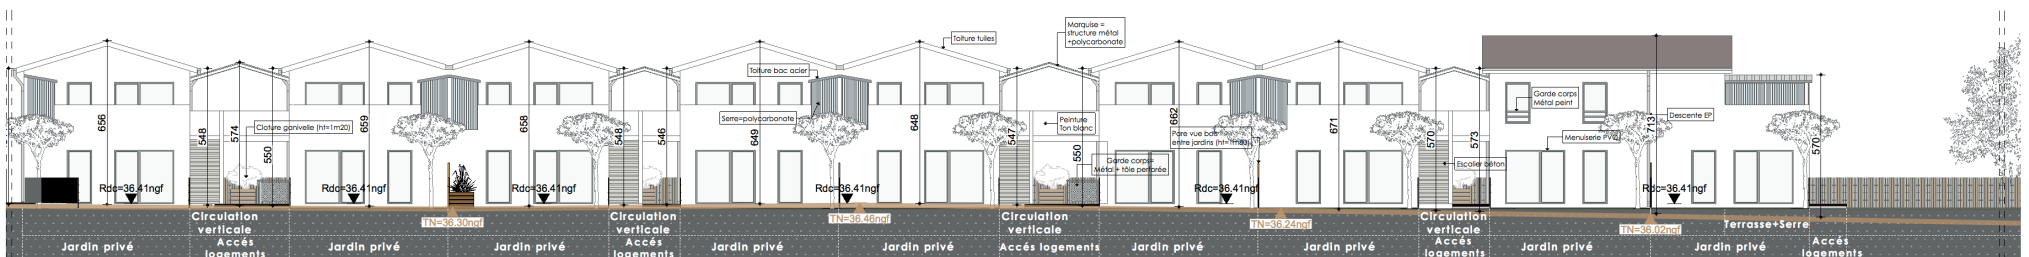 Marquise =
structure métal
+polycarbonate
Toiture tuiles
Toiture bac acier
Serre=polycarbonate
Cloture ganivelle (ht=1m20)
Peinture
Ton blanc
Pare vue bois
entre jardins (ht=1m80)
Garde corps=
Métal + tôle perforée
Garde corps
Métal peint
Descente EP
Menuiserie PVC
Escalier béton
656
548
574
550
659
658
548
546
649
648
547
550
662
671
570
573
713
570
Rdc=36.41ngf
Rdc=36.41ngf
Rdc=36.41ngf
Rdc=36.41ngf
Rdc=36.41ngf
Rdc=36.41ngf
TN=36.30ngf
TN=36.46ngf
TN=36.24ngf
TN=36.02ngf
Jardin privé
Circulation
verticale
Accés
logements
Jardin privé
Jardin privé
Circulation
verticale
Accés
logements
Jardin privé
Jardin privé
Circulation
verticale
Accés logements
Jardin privé
Jardin privé
Circulation
verticale
Accés
logements
Jardin privé
Terrasse+Serre
Jardin privé
Accés
logements